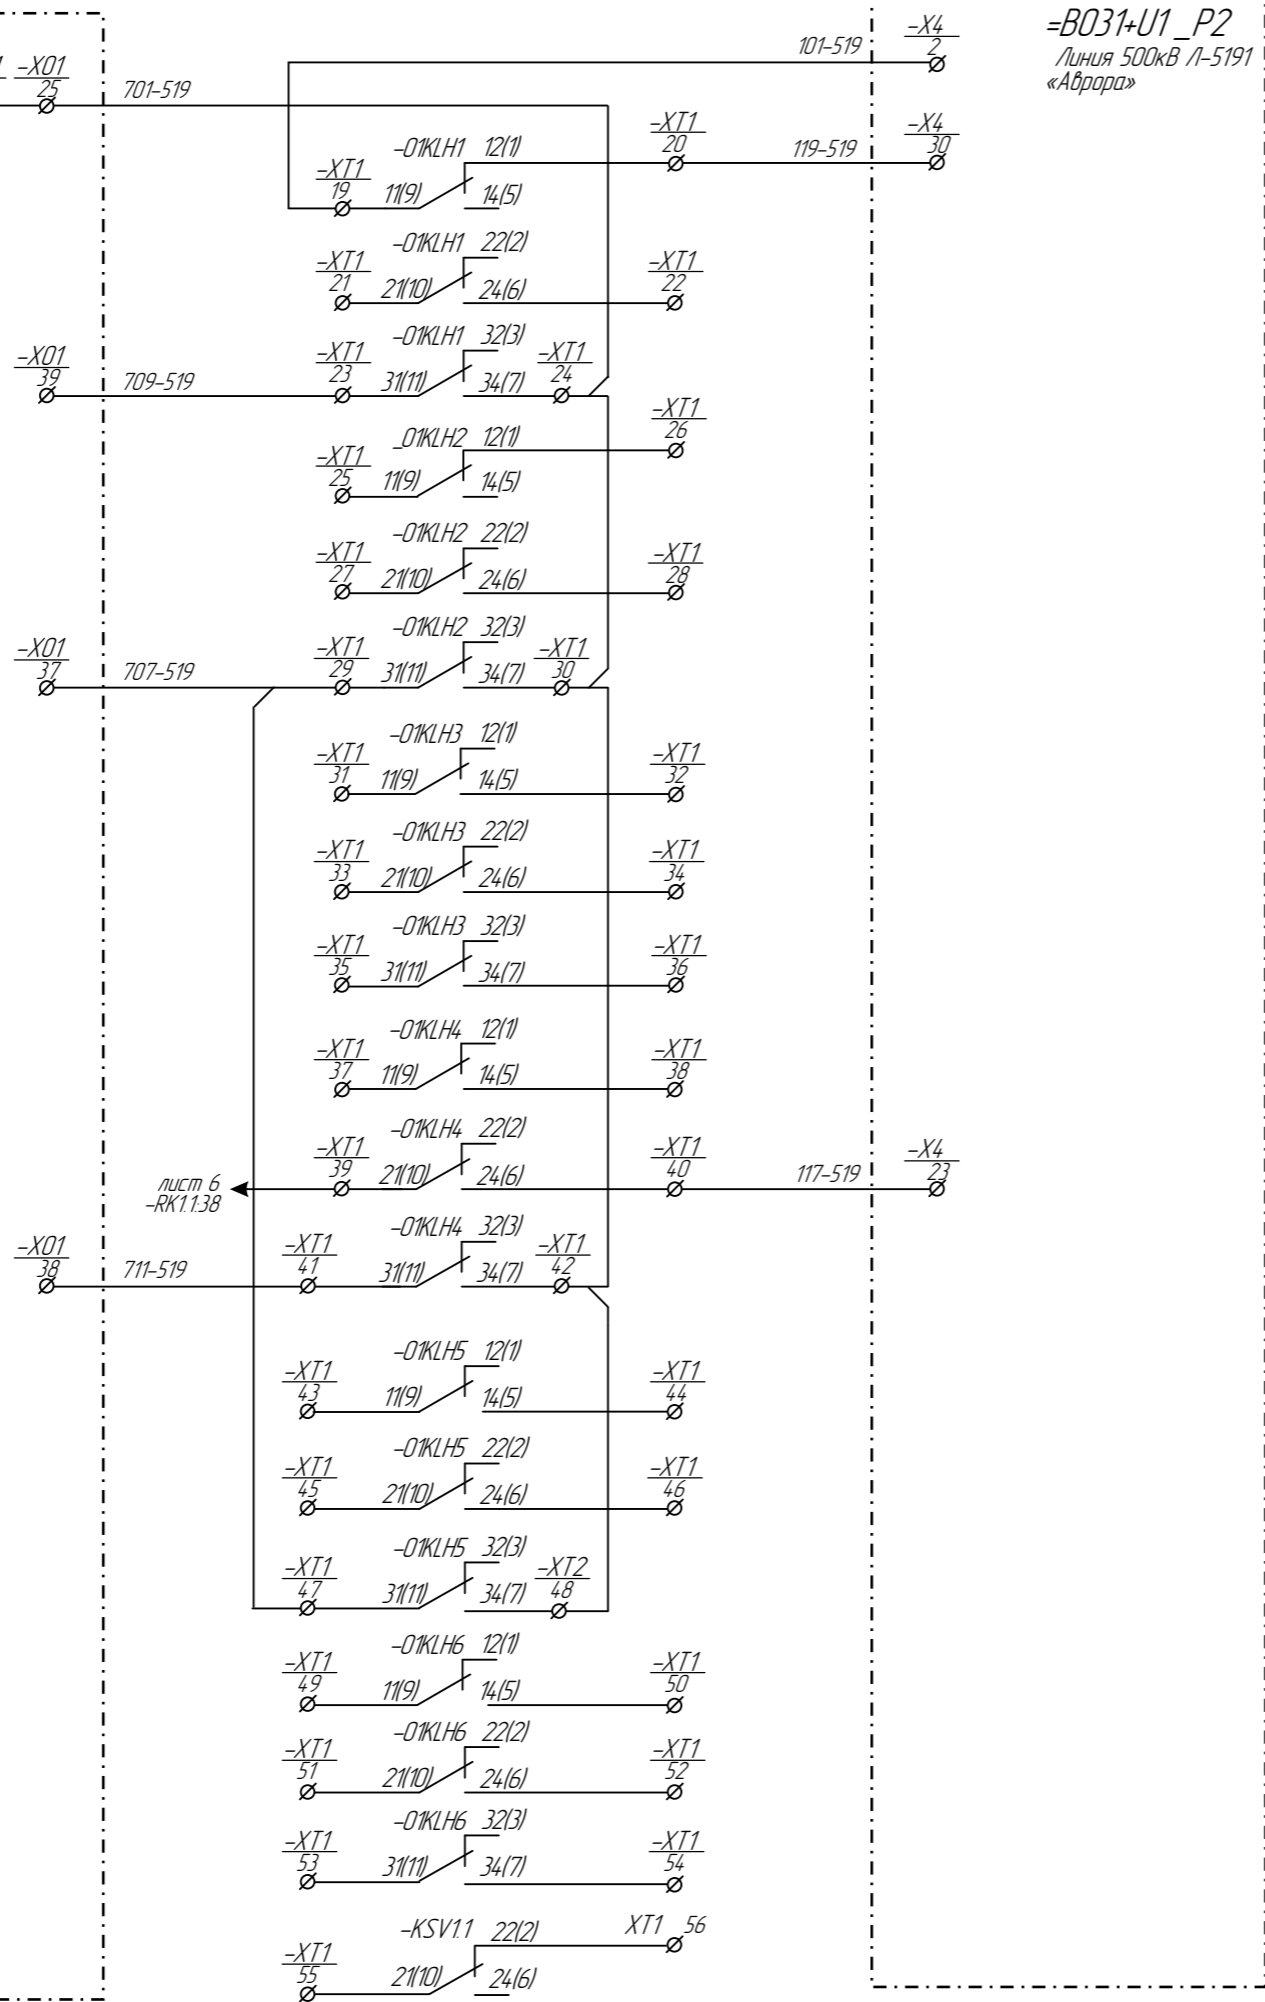 =ВО31+U1_Р2
Линия 500кВ Л-5191
«Аврора»
-X4
2
101-519
-X01
25
701-519
-XT1
20
119-519
-X4
30
-01KLH1 12(1)
-XT1
19
11(9)
14(5)
-01KLH1 22(2)
-XT1
21
21(10)
24(6)
-XT1
22
-01KLH1 32(3)
-X01
39
709-519
-XT1
23
31(11)
34(7)
-XT1
24
-XT1
26
_01KLH2 12(1)
-XT1
25
11(9)
14(5)
-01KLH2 22(2)
-XT1
27
21(10)
24(6)
-XT1
28
-01KLH2 32(3)
-X01
37
707-519
-XT1
29
31(11)
34(7)
-XT1
30
-01KLH3 12(1)
-XT1
31
11(9)
14(5)
-XT1
32
-01KLH3 22(2)
-XT1
33
21(10)
24(6)
-XT1
34
-01KLH3 32(3)
-XT1
35
31(11)
34(7)
-XT1
36
-01KLH4 12(1)
-XT1
37
11(9)
14(5)
-XT1
38
-01KLH4 22(2)
лист 6
-RK1.1:38
-XT1
39
21(10)
24(6)
-XT1
40
117-519
-X4
23
-01KLH4 32(3)
-X01
38
711-519
-XT1
41
31(11)
34(7)
-XT1
42
-01KLH5 12(1)
-XT1
43
11(9)
14(5)
-XT1
44
-01KLH5 22(2)
-XT1
45
21(10)
24(6)
-XT1
46
-01KLH5 32(3)
-XT1
47
31(11)
34(7)
-XT2
48
-01KLH6 12(1)
-XT1
49
11(9)
14(5)
-XT1
50
-01KLH6 22(2)
-XT1
51
21(10)
24(6)
-XT1
52
-01KLH6 32(3)
-XT1
53
31(11)
34(7)
-XT1
54
-KSV1.1 22(2)
XT1 56
-XT1
55
21(10)
24(6)